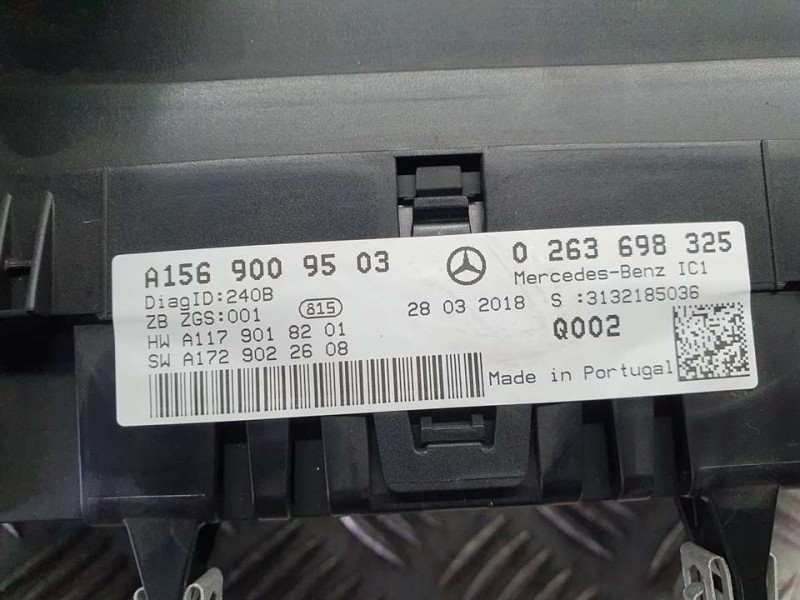 A156 900 95 03
0 263 698 325
Mercedes-Benz IC1
DiagID:240B
815
28 03 2018 S :3132185036
ZB ZGS:001
HW A117 901 82 01
SW A172 902 26 08
Q002
Made in Portugal